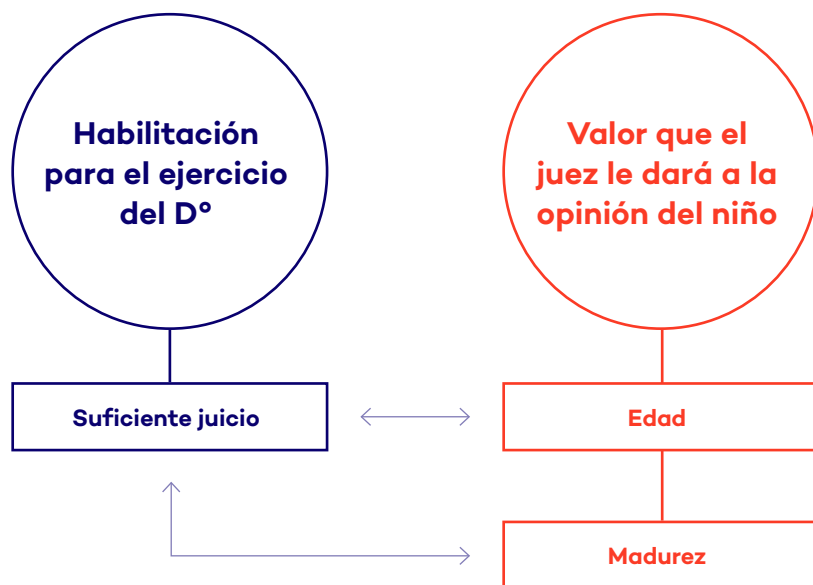 Habilitación
para el ejercicio
del Dº
Valor que el
juez le dará a la
opinión del niño
Suficiente juicio
Edad
Madurez